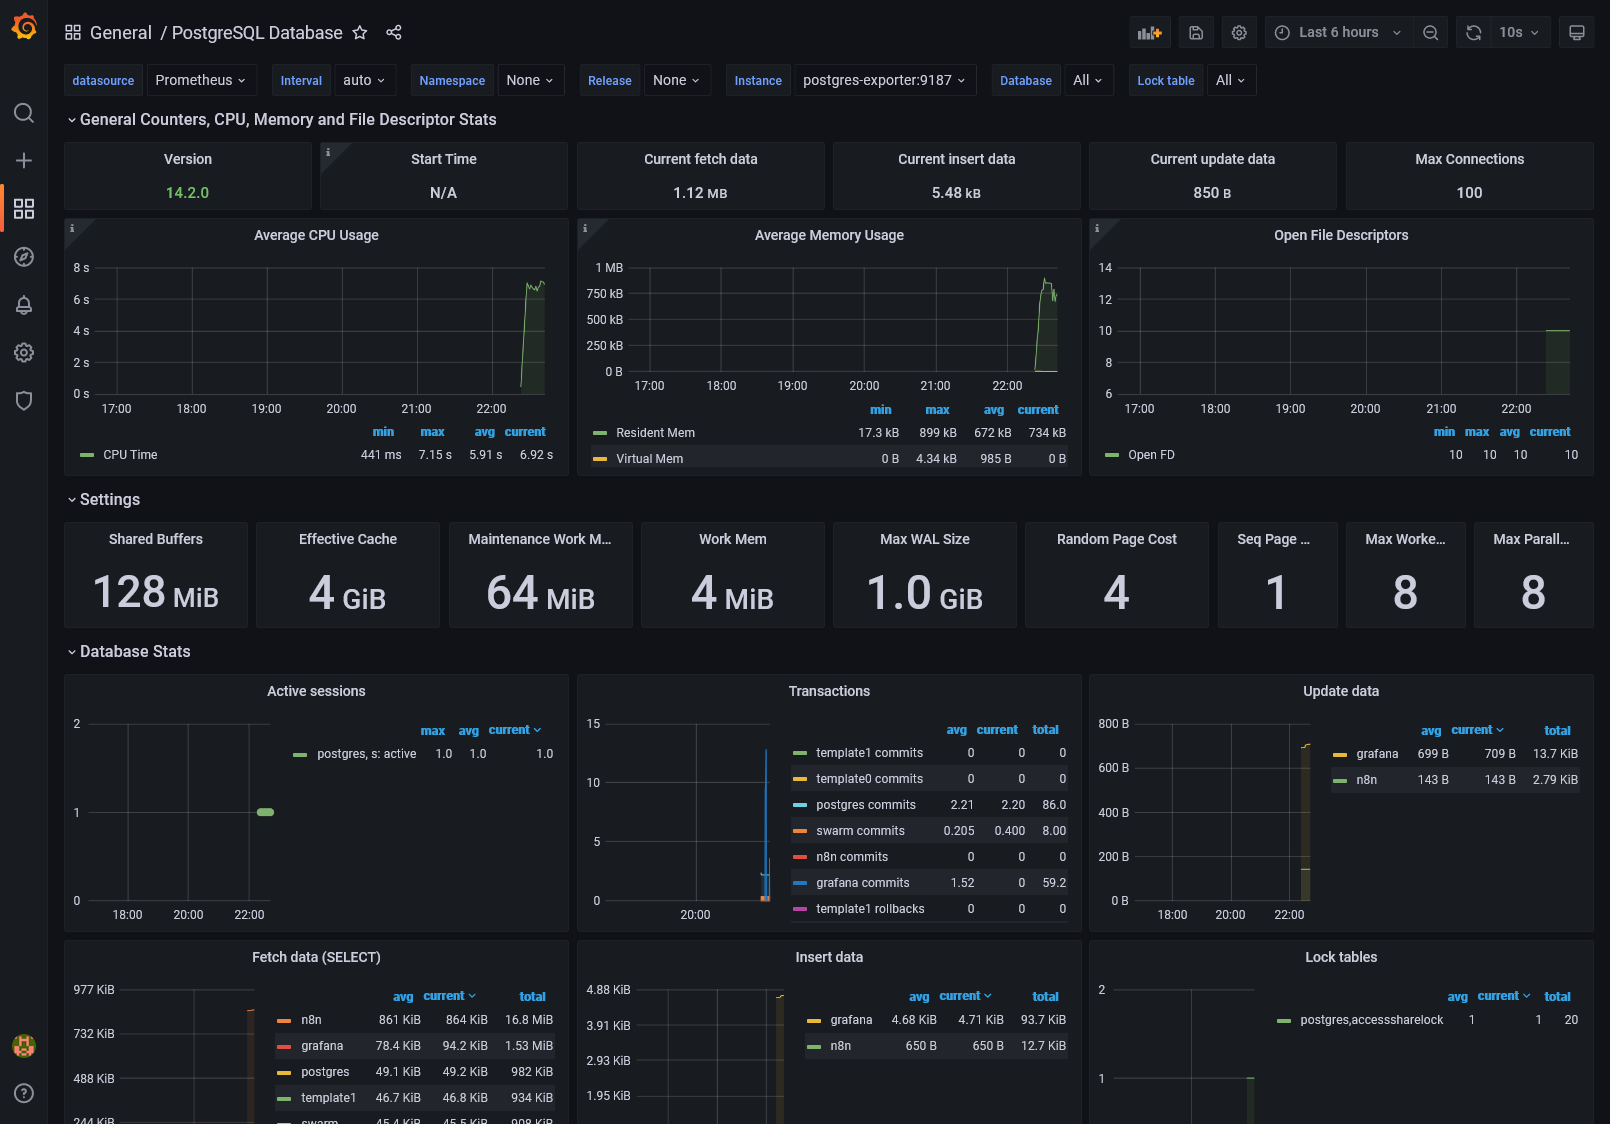 General / PostgreSQL Database
Last 6 hours
10s
datasource Prometheus Interval auto Namespace None Release None Instance postgres-exporter:9187 Database All Lock table All
General Counters, CPU, Memory and File Descriptor Stats
Version
14.2.0
i
Start Time
N/A
Current fetch data
1.12 MB
Current insert data
5.48 kB
Current update data
850 B
Max Connections
100
i
Average CPU Usage
8 s
6 s
4 s
2 s
0 s
17:00 18:00 19:00 20:00 21:00 22:00
min max avg current
CPU Time 441 ms 7.15 s 5.91 s 6.92 s
i
Average Memory Usage
1 MB
750 kB
500 kB
250 kB
0 B
17:00 18:00 19:00 20:00 21:00 22:00
min max avg current
Resident Mem 17.3 kB 899 kB 672 kB 734 kB
Virtual Mem 0 B 4.34 kB 985 B 0 B
i
Open File Descriptors
14
12
10
8
6
17:00 18:00 19:00 20:00 21:00 22:00
min max avg current
Open FD 10 10 10 10
Settings
Shared Buffers
128 MiB
Effective Cache
4 GiB
Maintenance Work M...
64 MiB
Work Mem
4 MiB
Max WAL Size
1.0 GiB
Random Page Cost
4
Seq Page ...
1
Max Worke...
8
Max Parall...
8
Database Stats
Active sessions
2
1
0
18:00 20:00 22:00
max avg current
postgres, s: active 1.0 1.0 1.0
Transactions
15
10
5
0
20:00
avg current total
template1 commits 0 0 0
template0 commits 0 0 0
postgres commits 2.21 2.20 86.0
swarm commits 0.205 0.400 8.00
n8n commits 0 0 0
grafana commits 1.52 0 59.2
template1 rollbacks 0 0 0
Update data
800 B
600 B
400 B
200 B
0 B
18:00 20:00 22:00
avg current total
grafana 699 B 709 B 13.7 KiB
n8n 143 B 143 B 2.79 KiB
Fetch data (SELECT)
977 KiB
732 KiB
488 KiB
244 KiB
avg current total
n8n 861 KiB 864 KiB 16.8 MiB
grafana 78.4 KiB 94.2 KiB 1.53 MiB
postgres 49.1 KiB 49.2 KiB 982 KiB
template1 46.7 KiB 46.8 KiB 934 KiB
swarm 45.4 KiB 45.5 KiB 908 KiB
Insert data
4.88 KiB
3.91 KiB
2.93 KiB
1.95 KiB
avg current total
grafana 4.68 KiB 4.71 KiB 93.7 KiB
n8n 650 B 650 B 12.7 KiB
Lock tables
2
1
avg current total
postgres,accesssharelock 1 1 20